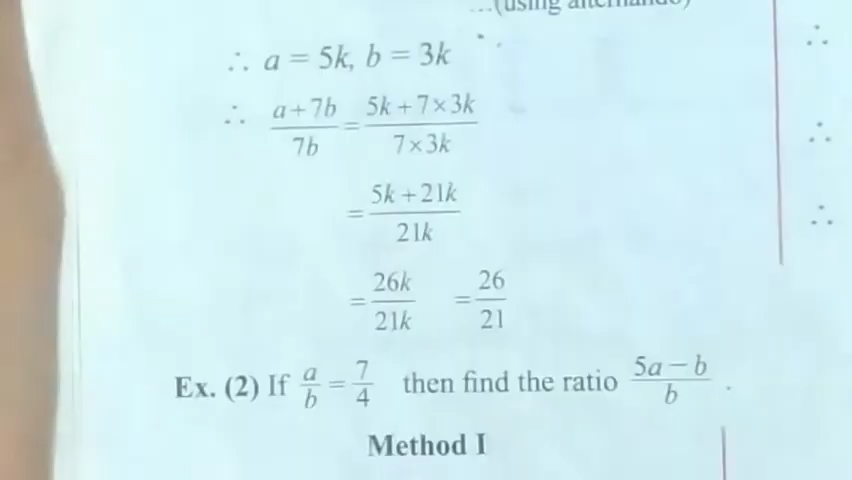 ...(using
∴ a = 5k, b = 3k
∴ (a+7b)/(7b) = (5k+7×3k)/(7×3k)
= (5k+21k)/(21k)
= 26k/21k = 26/21
Ex. (2) If a/b = 7/4 then find the ratio (5a−b)/b .
Method I
∴
∴
∴